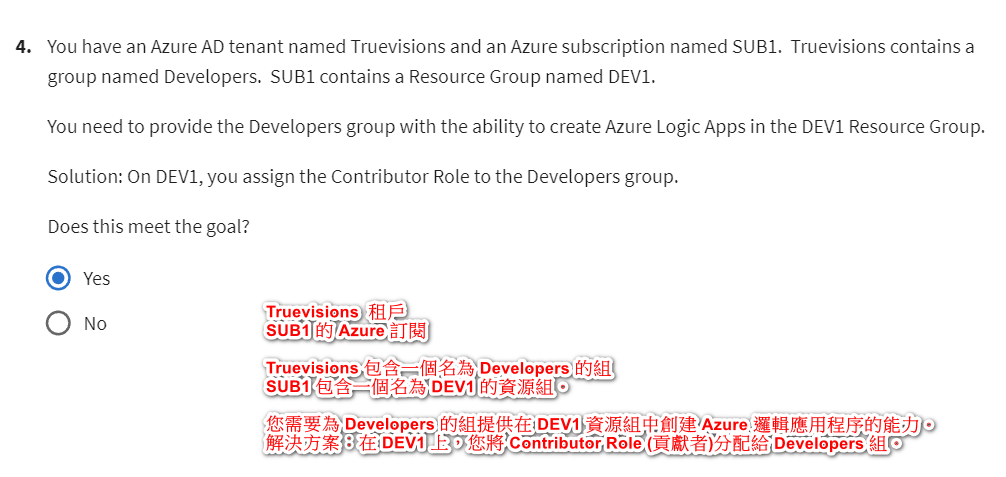 4. You have an Azure AD tenant named Truevisions and an Azure subscription named SUB1. Truevisions contains a
group named Developers. SUB1 contains a Resource Group named DEV1.
You need to provide the Developers group with the ability to create Azure Logic Apps in the DEV1 Resource Group.
Solution: On DEV1, you assign the Contributor Role to the Developers group.
Does this meet the goal?
Yes
No
Truevisions 租戶
SUB1 的 Azure 訂閱
Truevisions 包含一個名為 Developers 的組
SUB1 包含一個名為 DEV1 的資源組。
您需要為 Developers 的組提供在 DEV1 資源組中創建 Azure 邏輯應用程序的能力。
解決方案：在 DEV1 上，您將 Contributor Role (貢獻者)分配給 Developers 組。